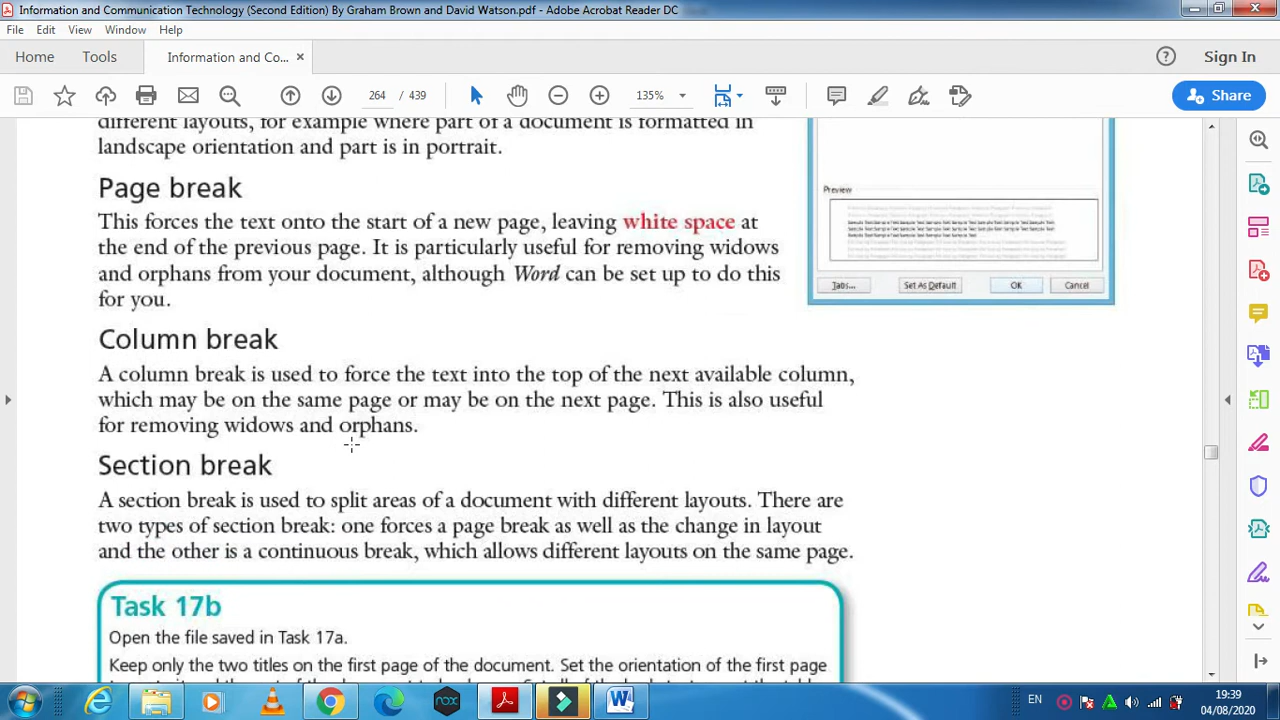 Information and Communication Technology (Second Edition) By Graham Brown and David Watson.pdf - Adobe Acrobat Reader DC
File Edit View Window Help
Home Tools Information and Co... × Sign In
264 / 439 135% Share
different layouts, for example where part of a document is formatted in
landscape orientation and part is in portrait.
Page break
This forces the text onto the start of a new page, leaving white space at
the end of the previous page. It is particularly useful for removing widows
and orphans from your document, although Word can be set up to do this
for you.
Preview
Tabs... Set As Default OK Cancel
Column break
A column break is used to force the text into the top of the next available column,
which may be on the same page or may be on the next page. This is also useful
for removing widows and orphans.
Section break
A section break is used to split areas of a document with different layouts. There are
two types of section break: one forces a page break as well as the change in layout
and the other is a continuous break, which allows different layouts on the same page.
Task 17b
Open the file saved in Task 17a.
Keep only the two titles on the first page of the document. Set the orientation of the first page
EN 19:39
04/08/2020